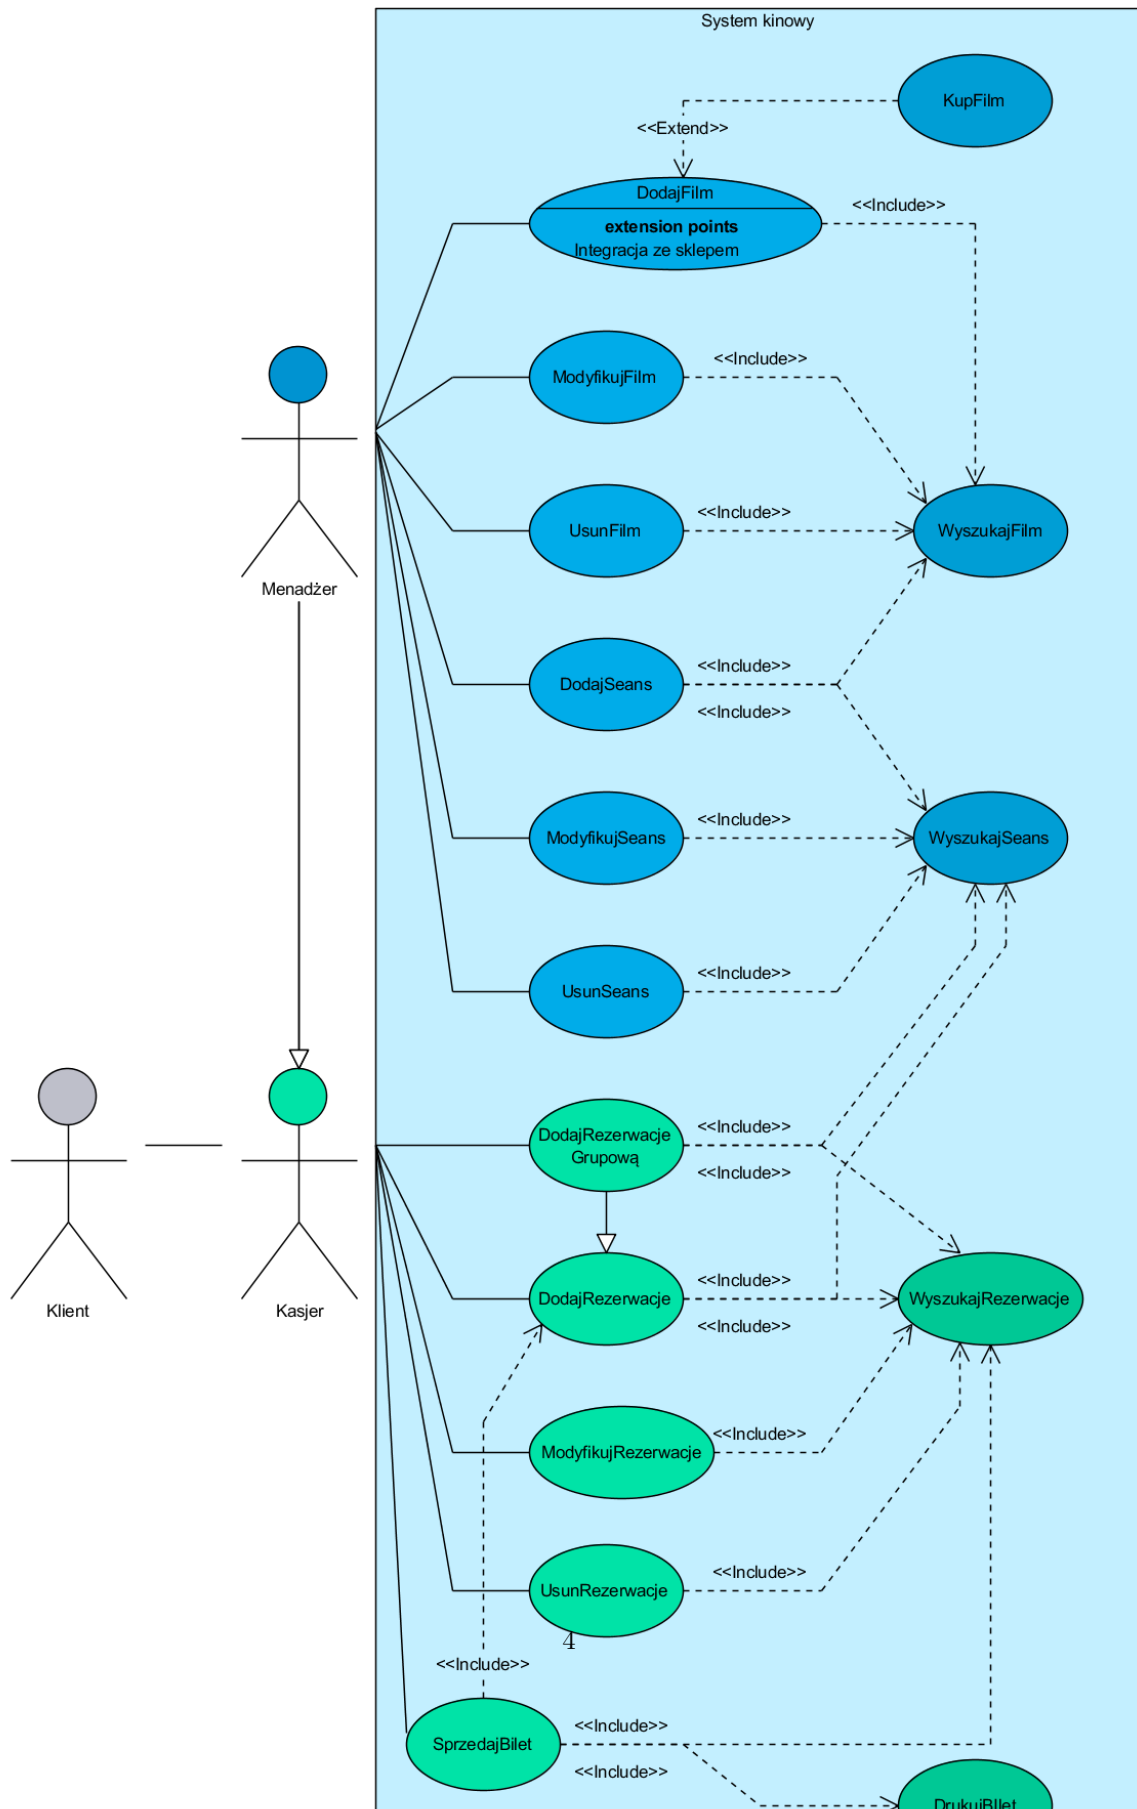 System kinowy
KupFilm
<<Extend>>
DodajFilm
<<Include>>
extension points
Integracja ze sklepem
<<Include>>
ModyfikujFilm
<<Include>>
UsunFilm
WyszukajFilm
Menadżer
<<Include>>
DodajSeans
<<Include>>
<<Include>>
ModyfikujSeans
WyszukajSeans
<<Include>>
UsunSeans
<<Include>>
DodajRezerwacje
Grupową
<<Include>>
<<Include>>
DodajRezerwacje
WyszukajRezerwacje
Klient
Kasjer
<<Include>>
<<Include>>
ModyfikujRezerwacje
<<Include>>
UsunRezerwacje
4
<<Include>>
<<Include>>
SprzedajBilet
<<Include>>
DrukujBIlet